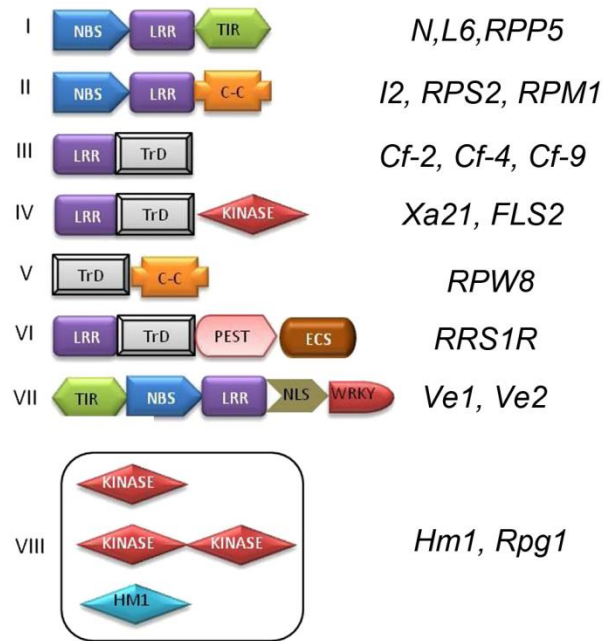 I NBS LRR TIR N,L6,RPP5
II NBS LRR C-C I2, RPS2, RPM1
III LRR TrD Cf-2, Cf-4, Cf-9
IV LRR TrD KINASE Xa21, FLS2
V TrD C-C RPW8
VI LRR TrD PEST ECS RRS1R
VII TIR NBS LRR NLS WRKY Ve1, Ve2
KINASE
VIII KINASE KINASE Hm1, Rpg1
HM1